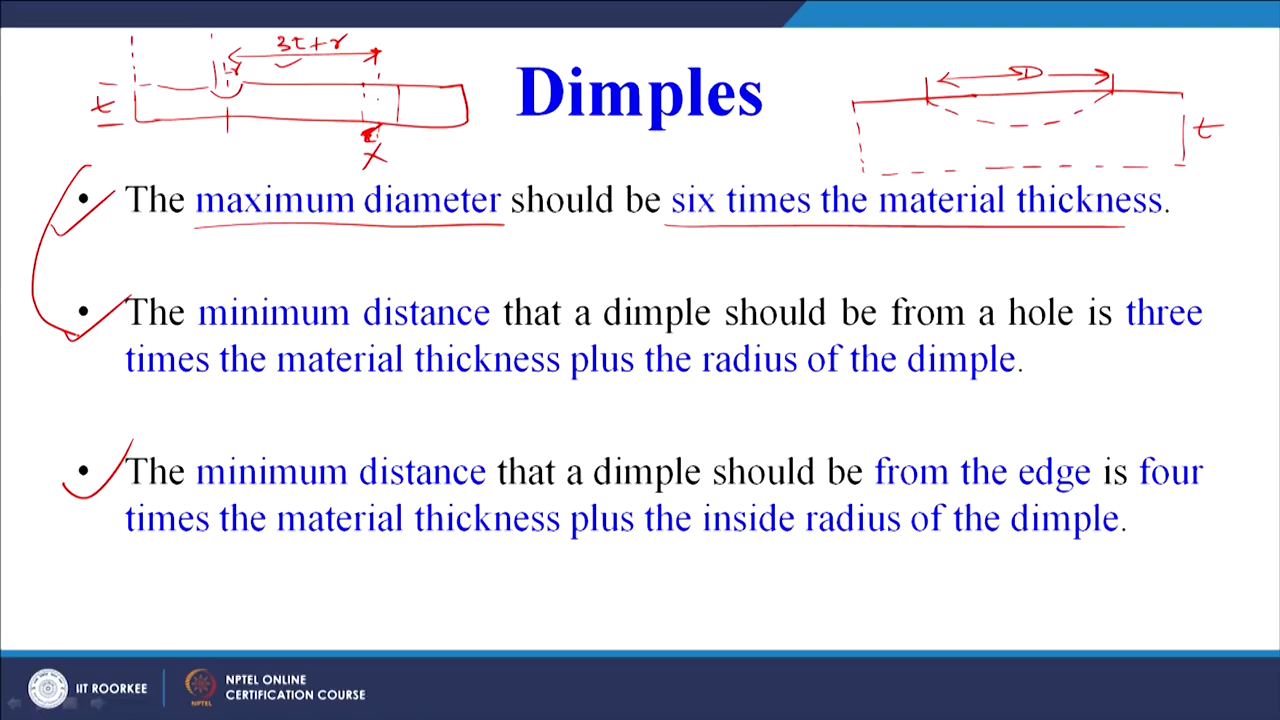 3t+r
Dimples
D
r
t
t
x
• The maximum diameter should be six times the material thickness.
• The minimum distance that a dimple should be from a hole is three
times the material thickness plus the radius of the dimple.
• The minimum distance that a dimple should be from the edge is four
times the material thickness plus the inside radius of the dimple.
IIT ROORKEE
NPTEL ONLINE
CERTIFICATION COURSE
NPTEL